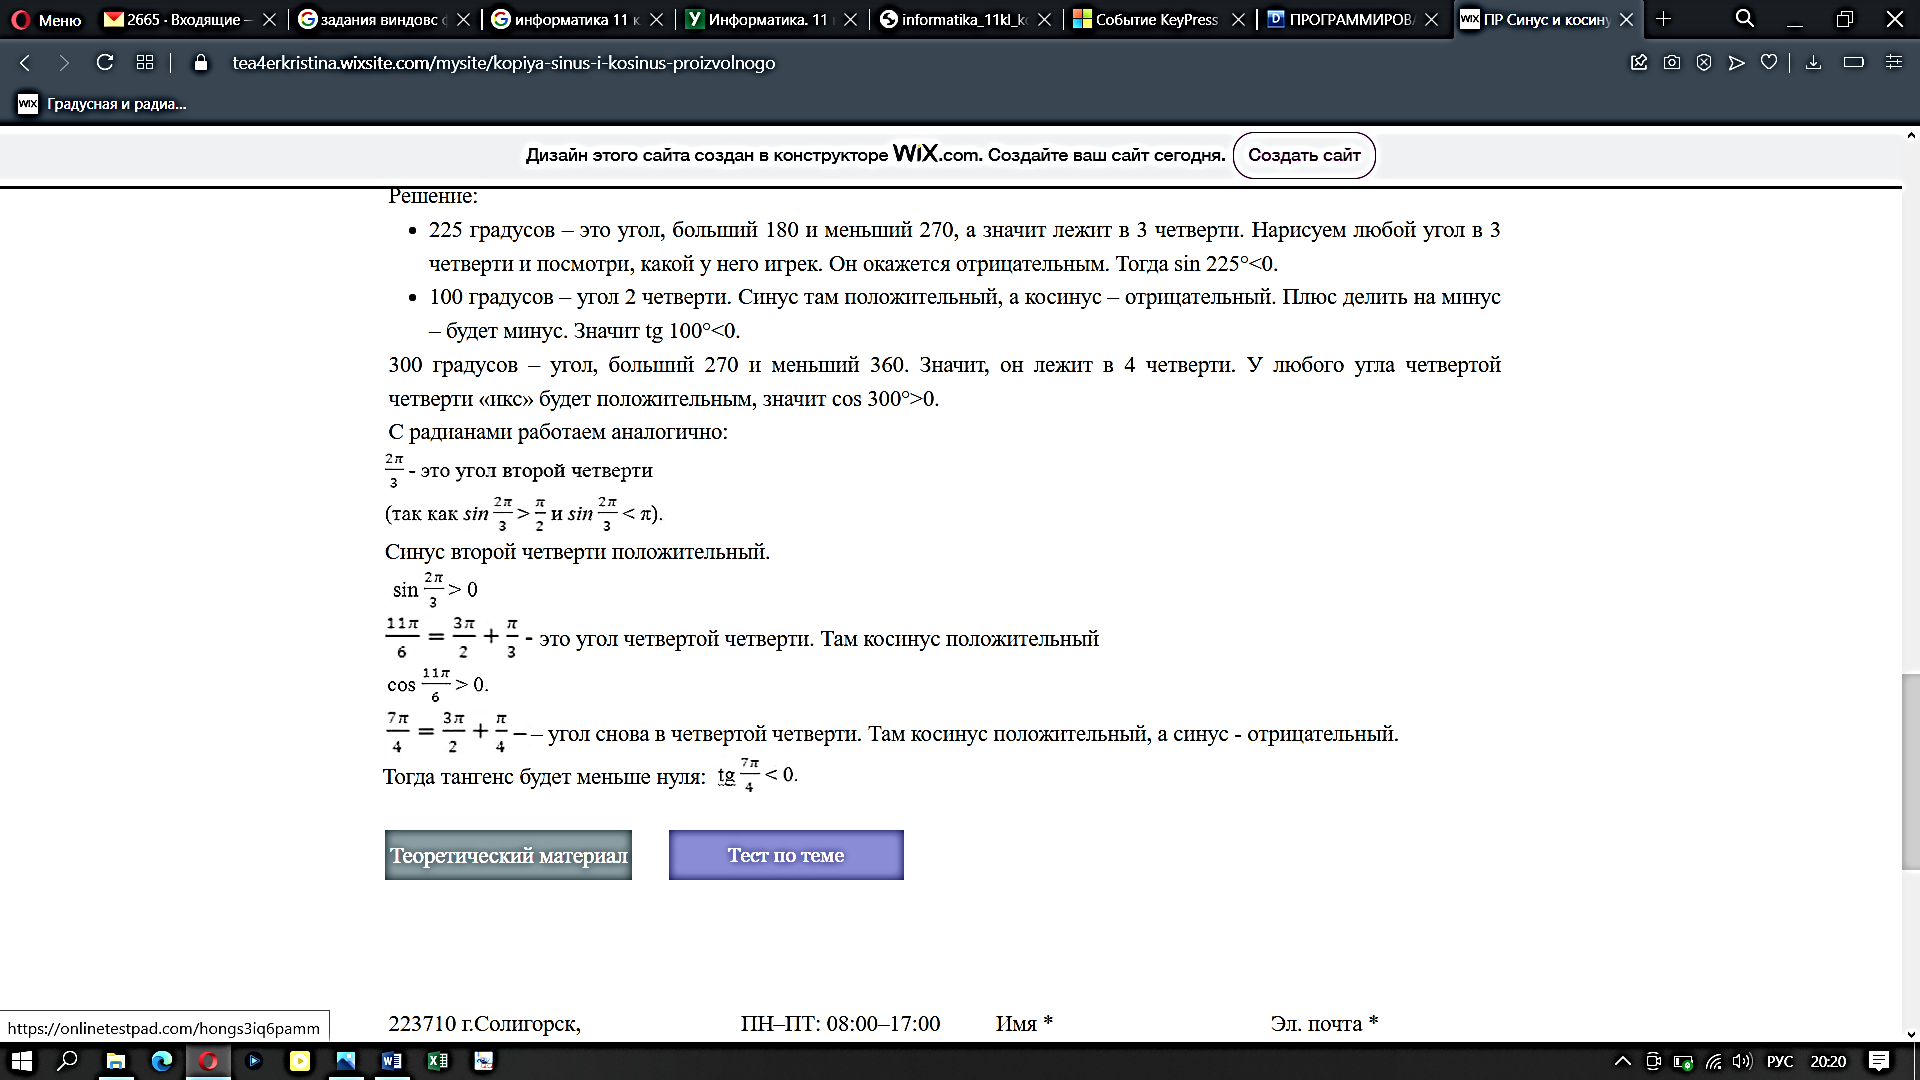 Меню
2665 · Входящие —
задания виндовс ф
информатика 11 к
Информатика. 11
informatika_11kl_k
Событие KeyPress
ПРОГРАММИРОВА
ПР Синус и косину
tea4erkristina.wixsite.com/mysite/kopiya-sinus-i-kosinus-proizvolnogo
WIX Градусная и радиа...
Дизайн этого сайта создан в конструкторе WiX.com. Создайте ваш сайт сегодня. Создать сайт
Решение:
• 225 градусов – это угол, больший 180 и меньший 270, а значит лежит в 3 четверти. Нарисуем любой угол в 3
четверти и посмотри, какой у него игрек. Он окажется отрицательным. Тогда sin 225°<0.
• 100 градусов – угол 2 четверти. Синус там положительный, а косинус – отрицательный. Плюс делить на минус
– будет минус. Значит tg 100°<0.
300 градусов – угол, больший 270 и меньший 360. Значит, он лежит в 4 четверти. У любого угла четвертой
четверти «икс» будет положительным, значит cos 300°>0.
С радианами работаем аналогично:
2π/3 - это угол второй четверти
(так как sin 2π/3 > π/2 и sin 2π/3 < π).
Синус второй четверти положительный.
sin 2π/3 > 0
11π/6 = 3π/2 + π/3 - это угол четвертой четверти. Там косинус положительный
cos 11π/6 > 0.
7π/4 = 3π/2 + π/4 – – угол снова в четвертой четверти. Там косинус положительный, а синус - отрицательный.
Тогда тангенс будет меньше нуля: tg 7π/4 < 0.
Теоретический материал
Тест по теме
223710 г.Солигорск,
ПН–ПТ: 08:00–17:00
Имя *
Эл. почта *
https://onlinetestpad.com/hongs3iq6pamm
РУС
20:20